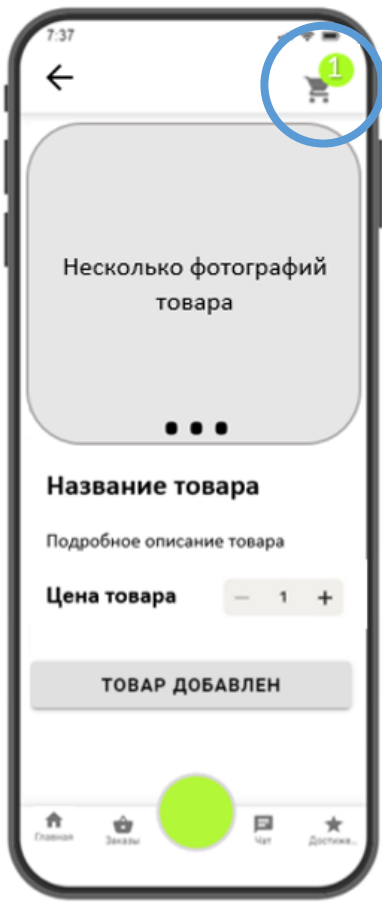 7:37
1
Несколько фотографий
товара
Название товара
Подробное описание товара
Цена товара
— 1 +
ТОВАР ДОБАВЛЕН
Главная Заказы Чат Достиже...